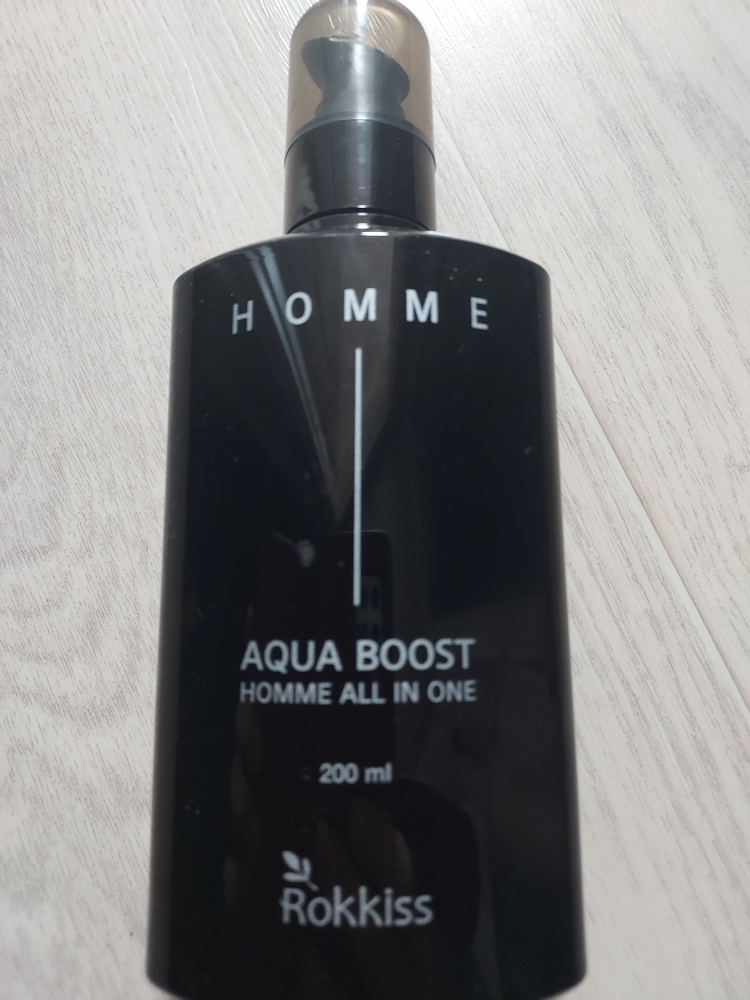 HOMME
AQUA BOOST
HOMME ALL IN ONE
200 ml
Rokkiss